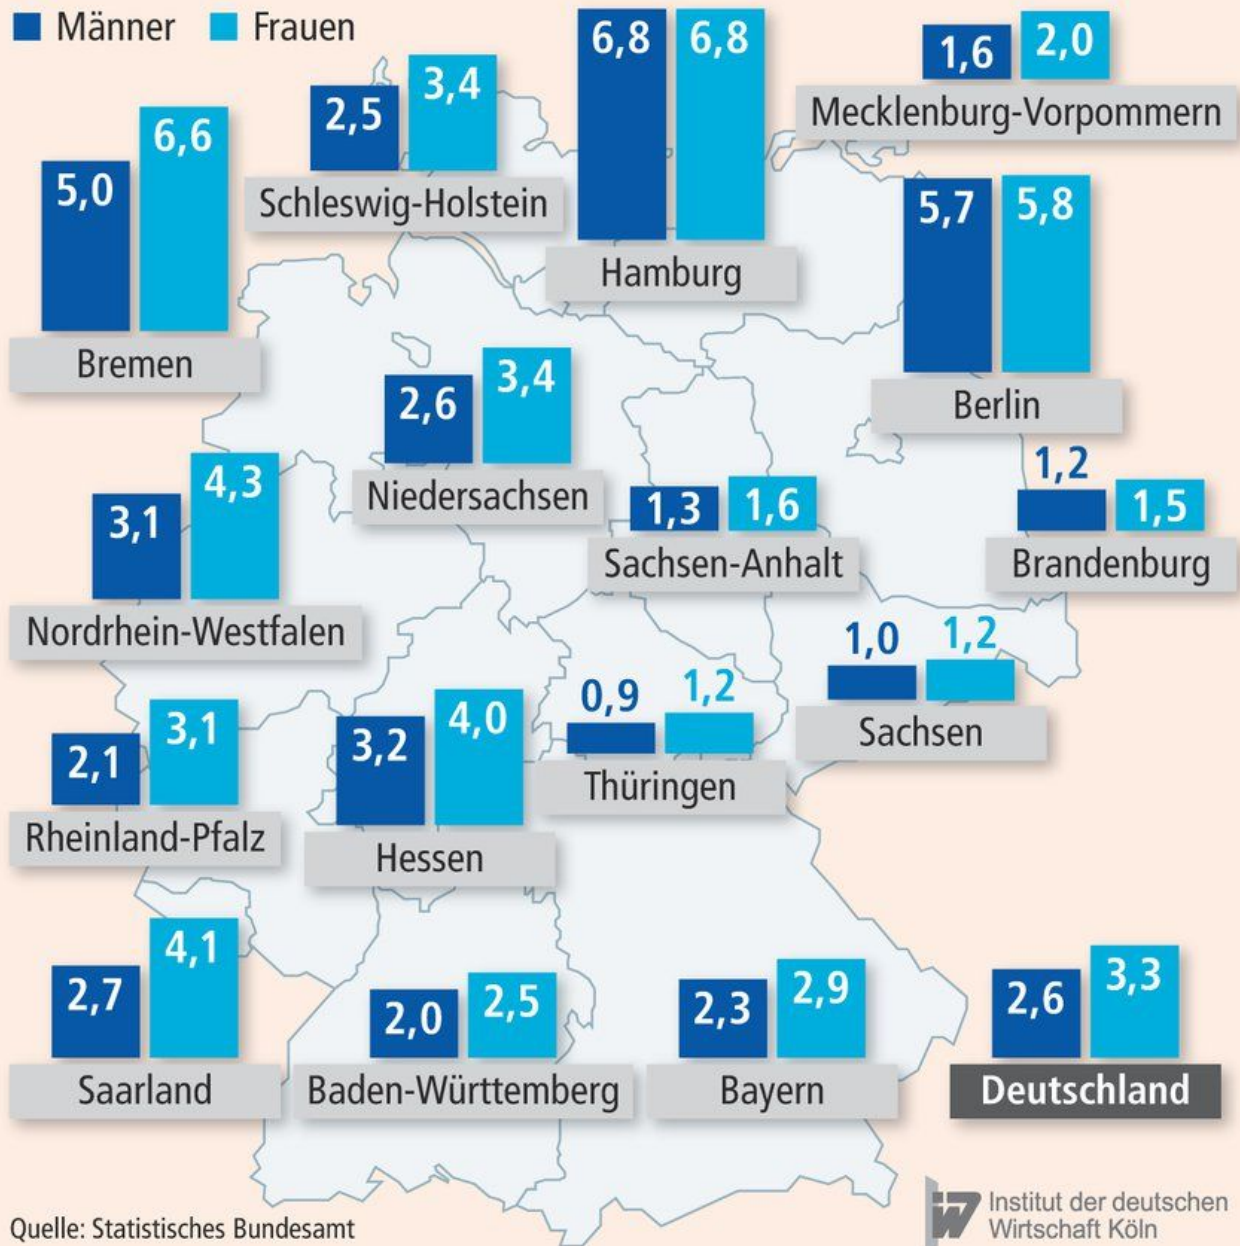 Männer Frauen
6,8 6,8
Hamburg
1,6 2,0
Mecklenburg-Vorpommern
2,5 3,4
Schleswig-Holstein
5,0 6,6
Bremen
5,7 5,8
Berlin
2,6 3,4
Niedersachsen
1,3 1,6
Sachsen-Anhalt
1,2 1,5
Brandenburg
3,1 4,3
Nordrhein-Westfalen
1,0 1,2
Sachsen
0,9 1,2
Thüringen
2,1 3,1
Rheinland-Pfalz
3,2 4,0
Hessen
2,7 4,1
Saarland
2,0 2,5
Baden-Württemberg
2,3 2,9
Bayern
2,6 3,3
Deutschland
Quelle: Statistisches Bundesamt
iw Institut der deutschen
Wirtschaft Köln